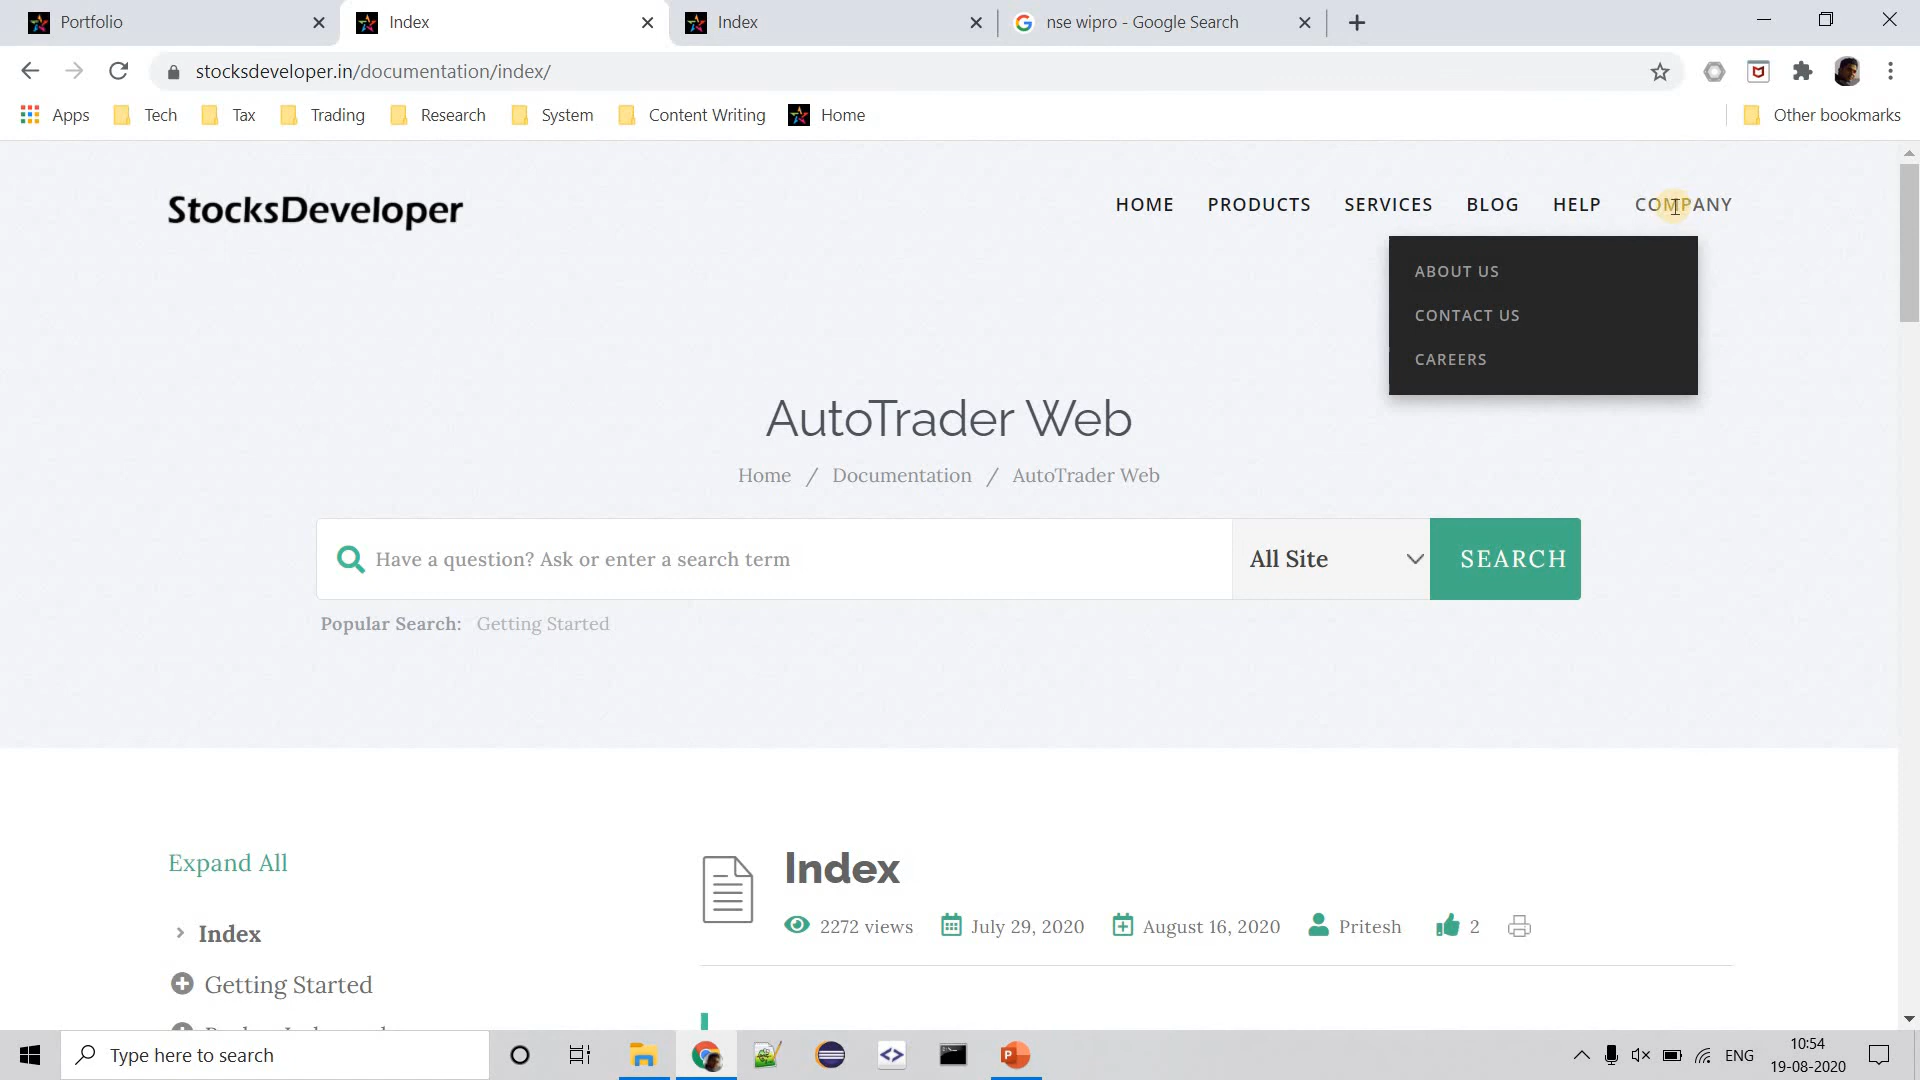 Portfolio
Index
Index
nse wipro - Google Search
stocksdeveloper.in/documentation/index/
Apps
Tech
Tax
Trading
Research
System
Content Writing
Home
Other bookmarks
StocksDeveloper
HOME
PRODUCTS
SERVICES
BLOG
HELP
COMPANY
ABOUT US
CONTACT US
CAREERS
AutoTrader Web
Home / Documentation / AutoTrader Web
Have a question? Ask or enter a search term
All Site
SEARCH
Popular Search: Getting Started
Expand All
Index
Getting Started
Index
2272 views
July 29, 2020
August 16, 2020
Pritesh
2
Type here to search
ENG
10:54
19-08-2020